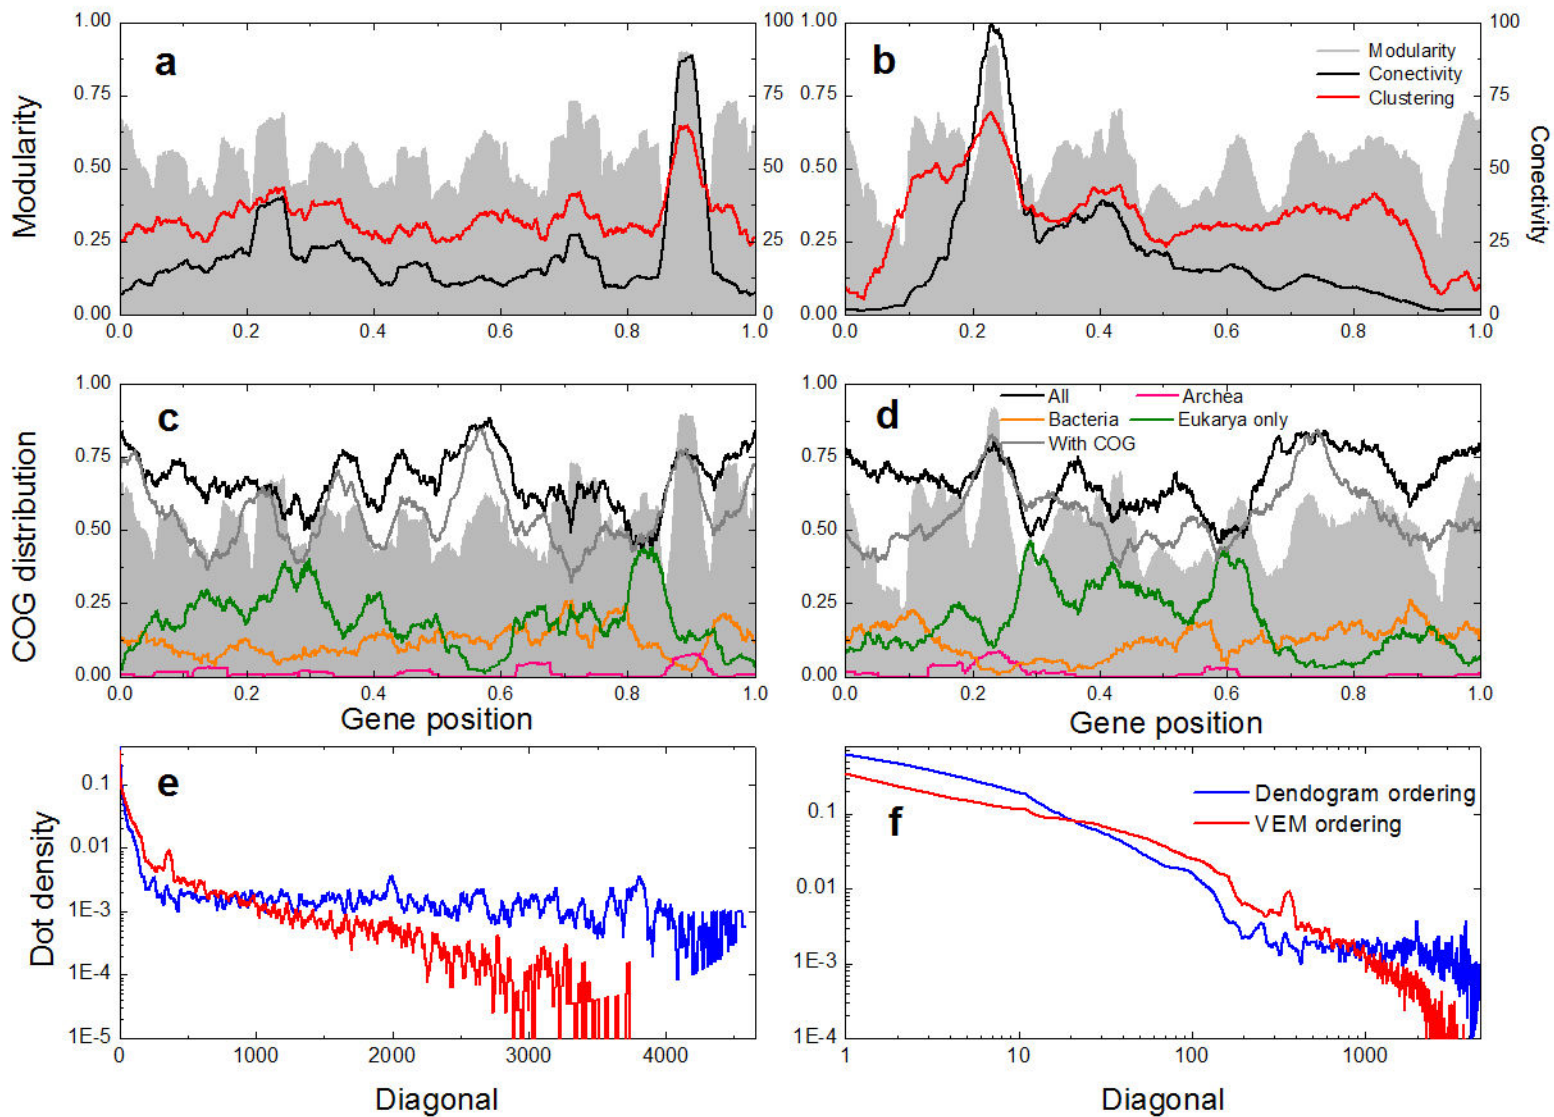 a
1.00
0.75
0.50
0.25
0.00
Modularity
100
75
50
25
0
0.0 0.2 0.4 0.6 0.8 1.0
b
1.00
0.75
0.50
0.25
0.00
Modularity
Conectivity
Clustering
100
75
50
25
0
Conectivity
0.0 0.2 0.4 0.6 0.8 1.0
c
1.00
0.75
0.50
0.25
0.00
COG distribution
0.0 0.2 0.4 0.6 0.8 1.0
Gene position
d
1.00
0.75
0.50
0.25
0.00
All Archea
Bacteria Eukarya only
With COG
0.0 0.2 0.4 0.6 0.8 1.0
Gene position
e
0.1
0.01
1E-3
1E-4
1E-5
Dot density
0 1000 2000 3000 4000
Diagonal
f
0.1
0.01
1E-3
1E-4
Dendogram ordering
VEM ordering
1 10 100 1000
Diagonal